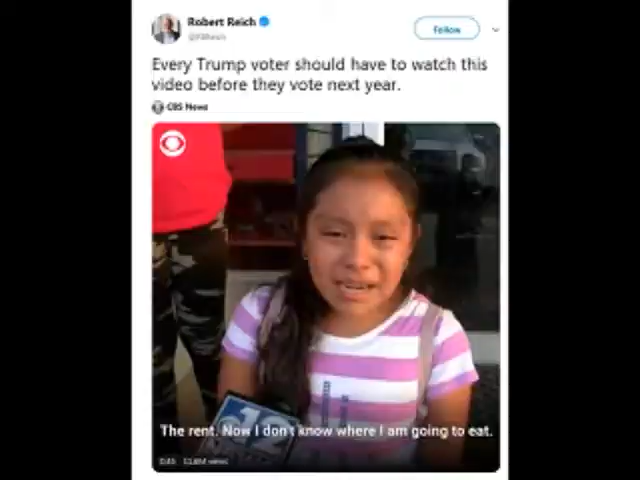 Robert Reich
Follow
Every Trump voter should have to watch this
video before they vote next year.
CBS News
12
The rent. Now I don't know where I am going to eat.